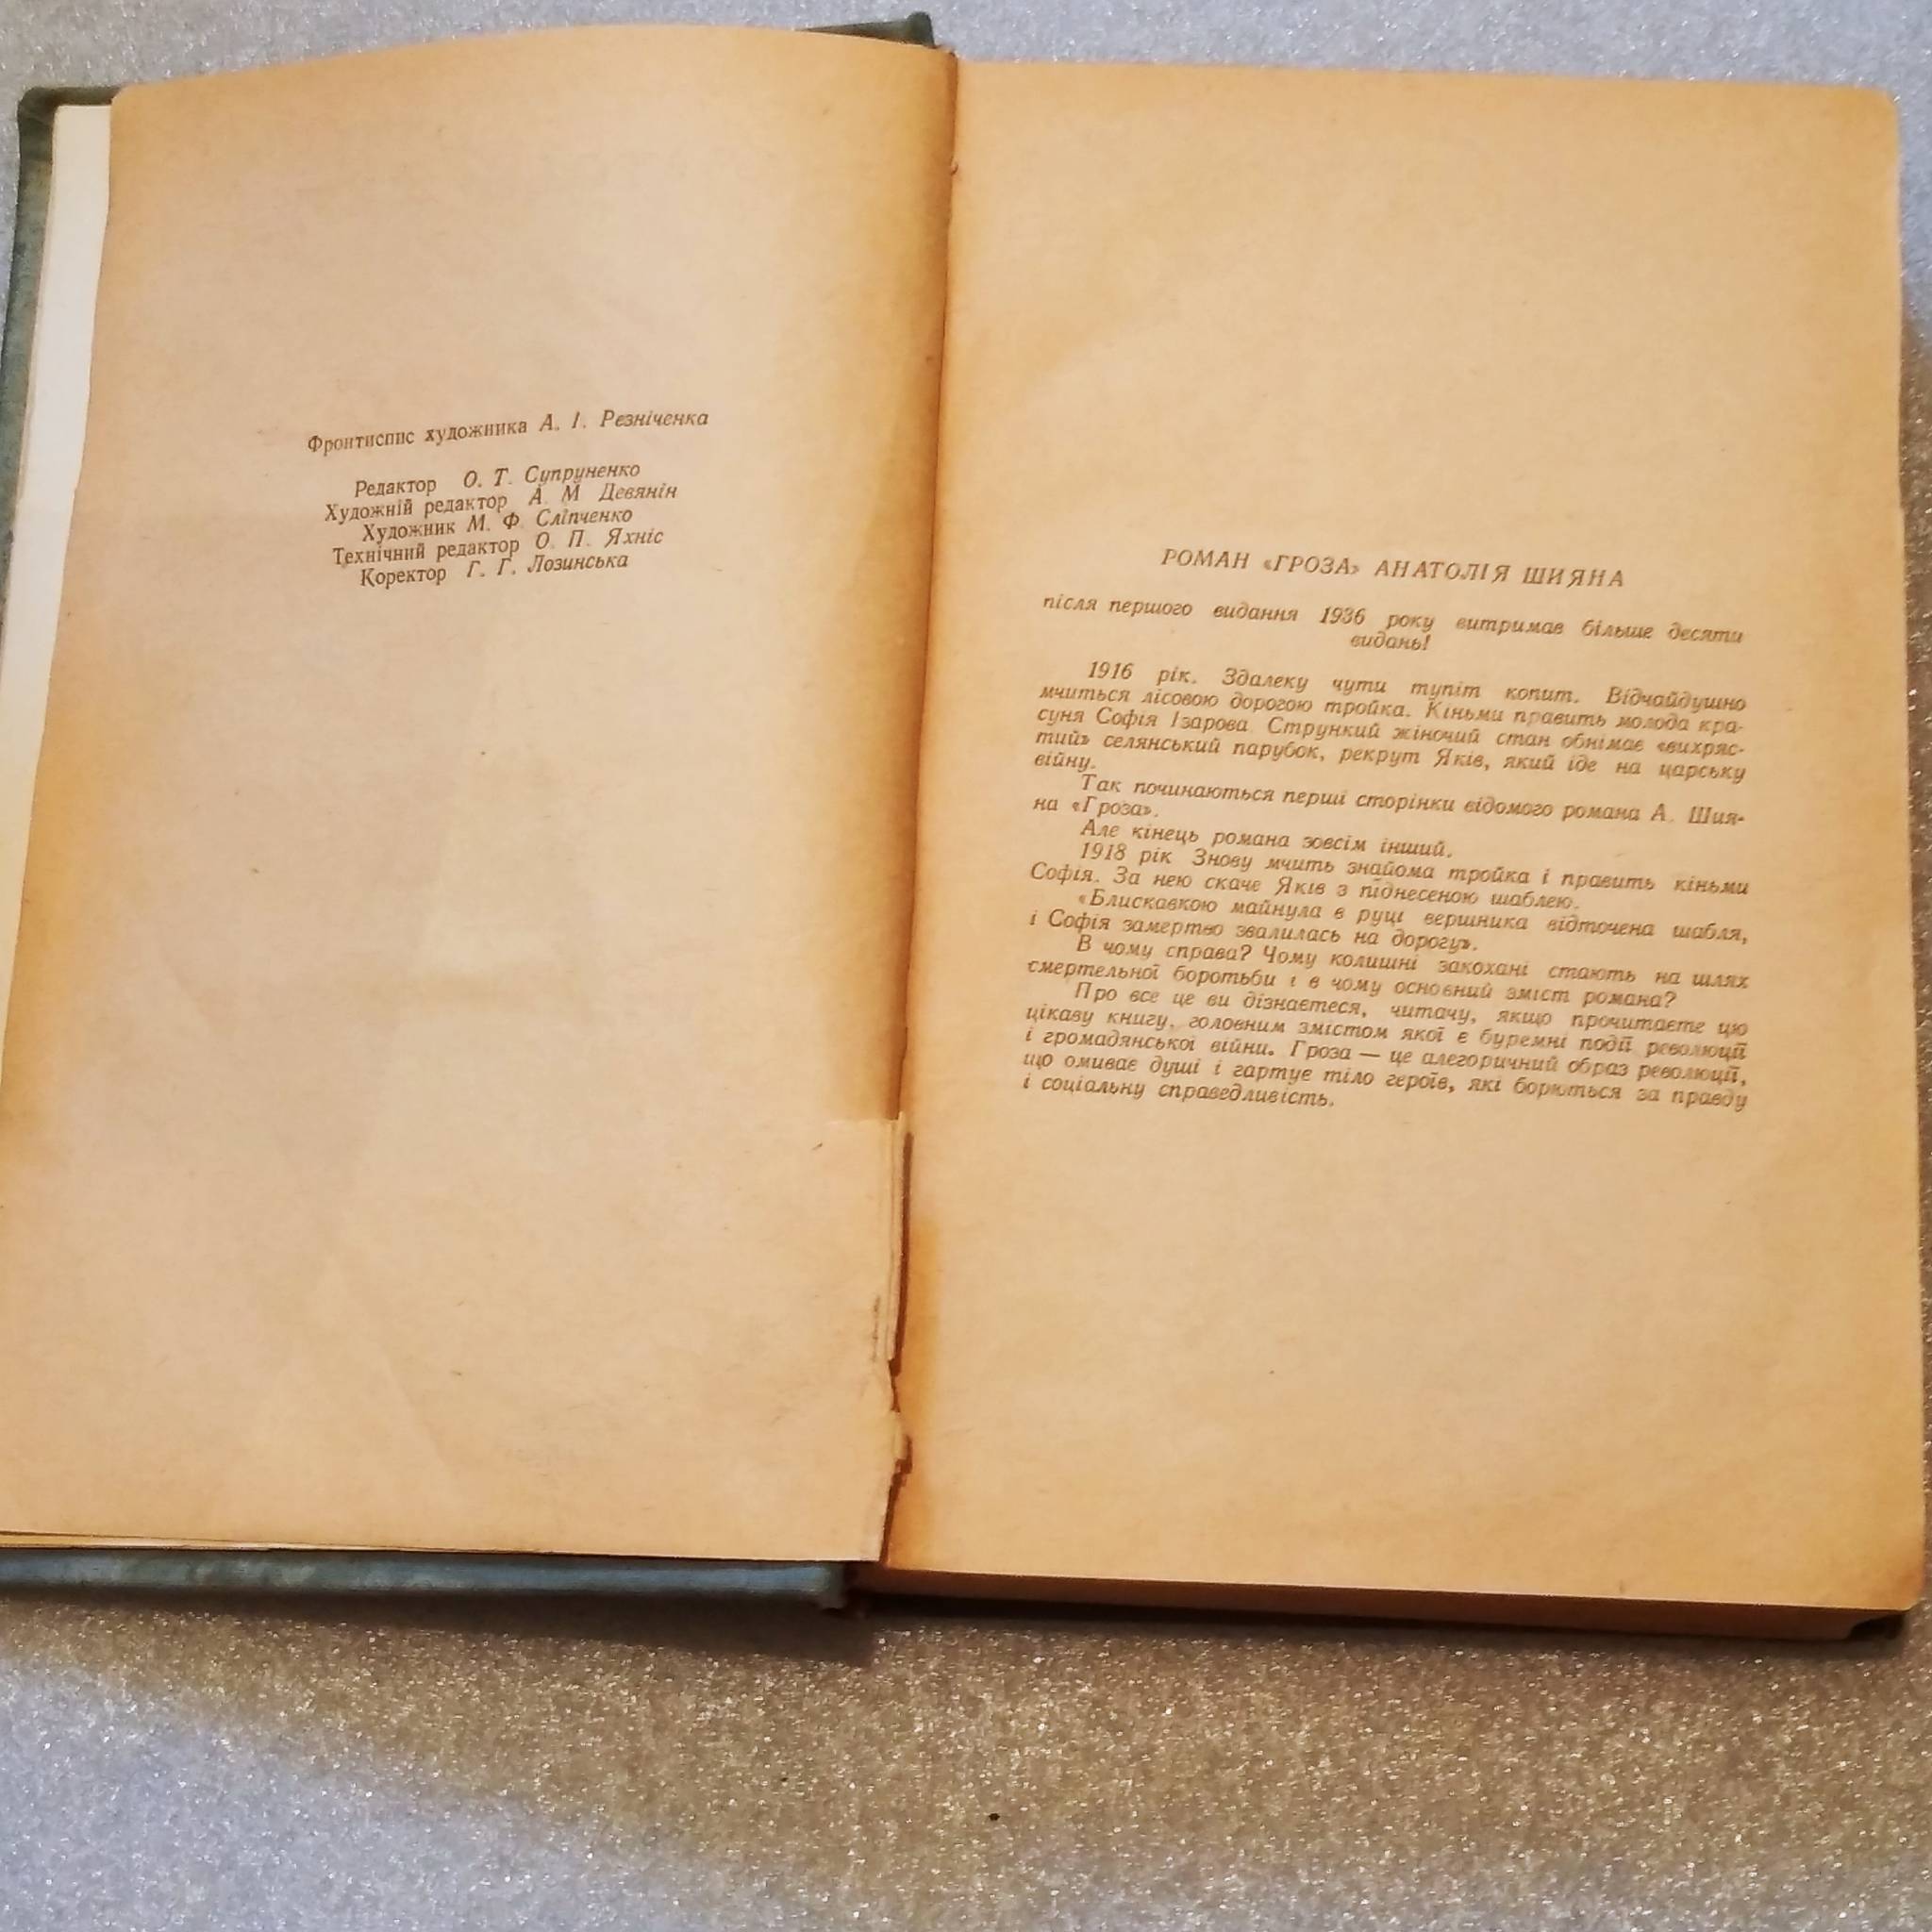 Фронтиспис художника А. І. Резніченка
Редактор О. Т. Супруненко
Художній редактор А. М Девянін
Художник М. Ф. Сліпченко
Технічний редактор О. П. Яхніс
Коректор Г. Г. Лозинська
РОМАН «ГРОЗА» АНАТОЛІЯ ШИЯНА
після першого видання 1936 року витримав більше десяти
видань!
1916 рік. Здалеку чути тупіт копит. Відчайдушно
мчиться лісовою дорогою тройка. Кіньми править молода кра-
суня Софія Ізарова. Стрункий жіночий стан обнімає «вихряс-
тий» селянський парубок, рекрут Яків, який іде на царську
війну.
Так починаються перші сторінки відомого романа А. Шия-
на «Гроза».
Але кінець романа зовсім інший.
1918 рік Знову мчить знайома тройка і править кіньми
Софія. За нею скаче Яків з піднесеною шаблею.
«Блискавкою майнула в руці вершника відточена шабля,
і Софія замертво звалилась на дорогу».
В чому справа? Чому колишні закохані стають на шлях
смертельної боротьби і в чому основний зміст романа?
Про все це ви дізнаєтеся, читачу, якщо прочитаєте цю
цікаву книгу, головним змістом якої є буремні події революції
і громадянської війни. Гроза — це алегоричний образ революції,
що омиває душі і гартує тіло героїв, які борються за правду
і соціальну справедливість.